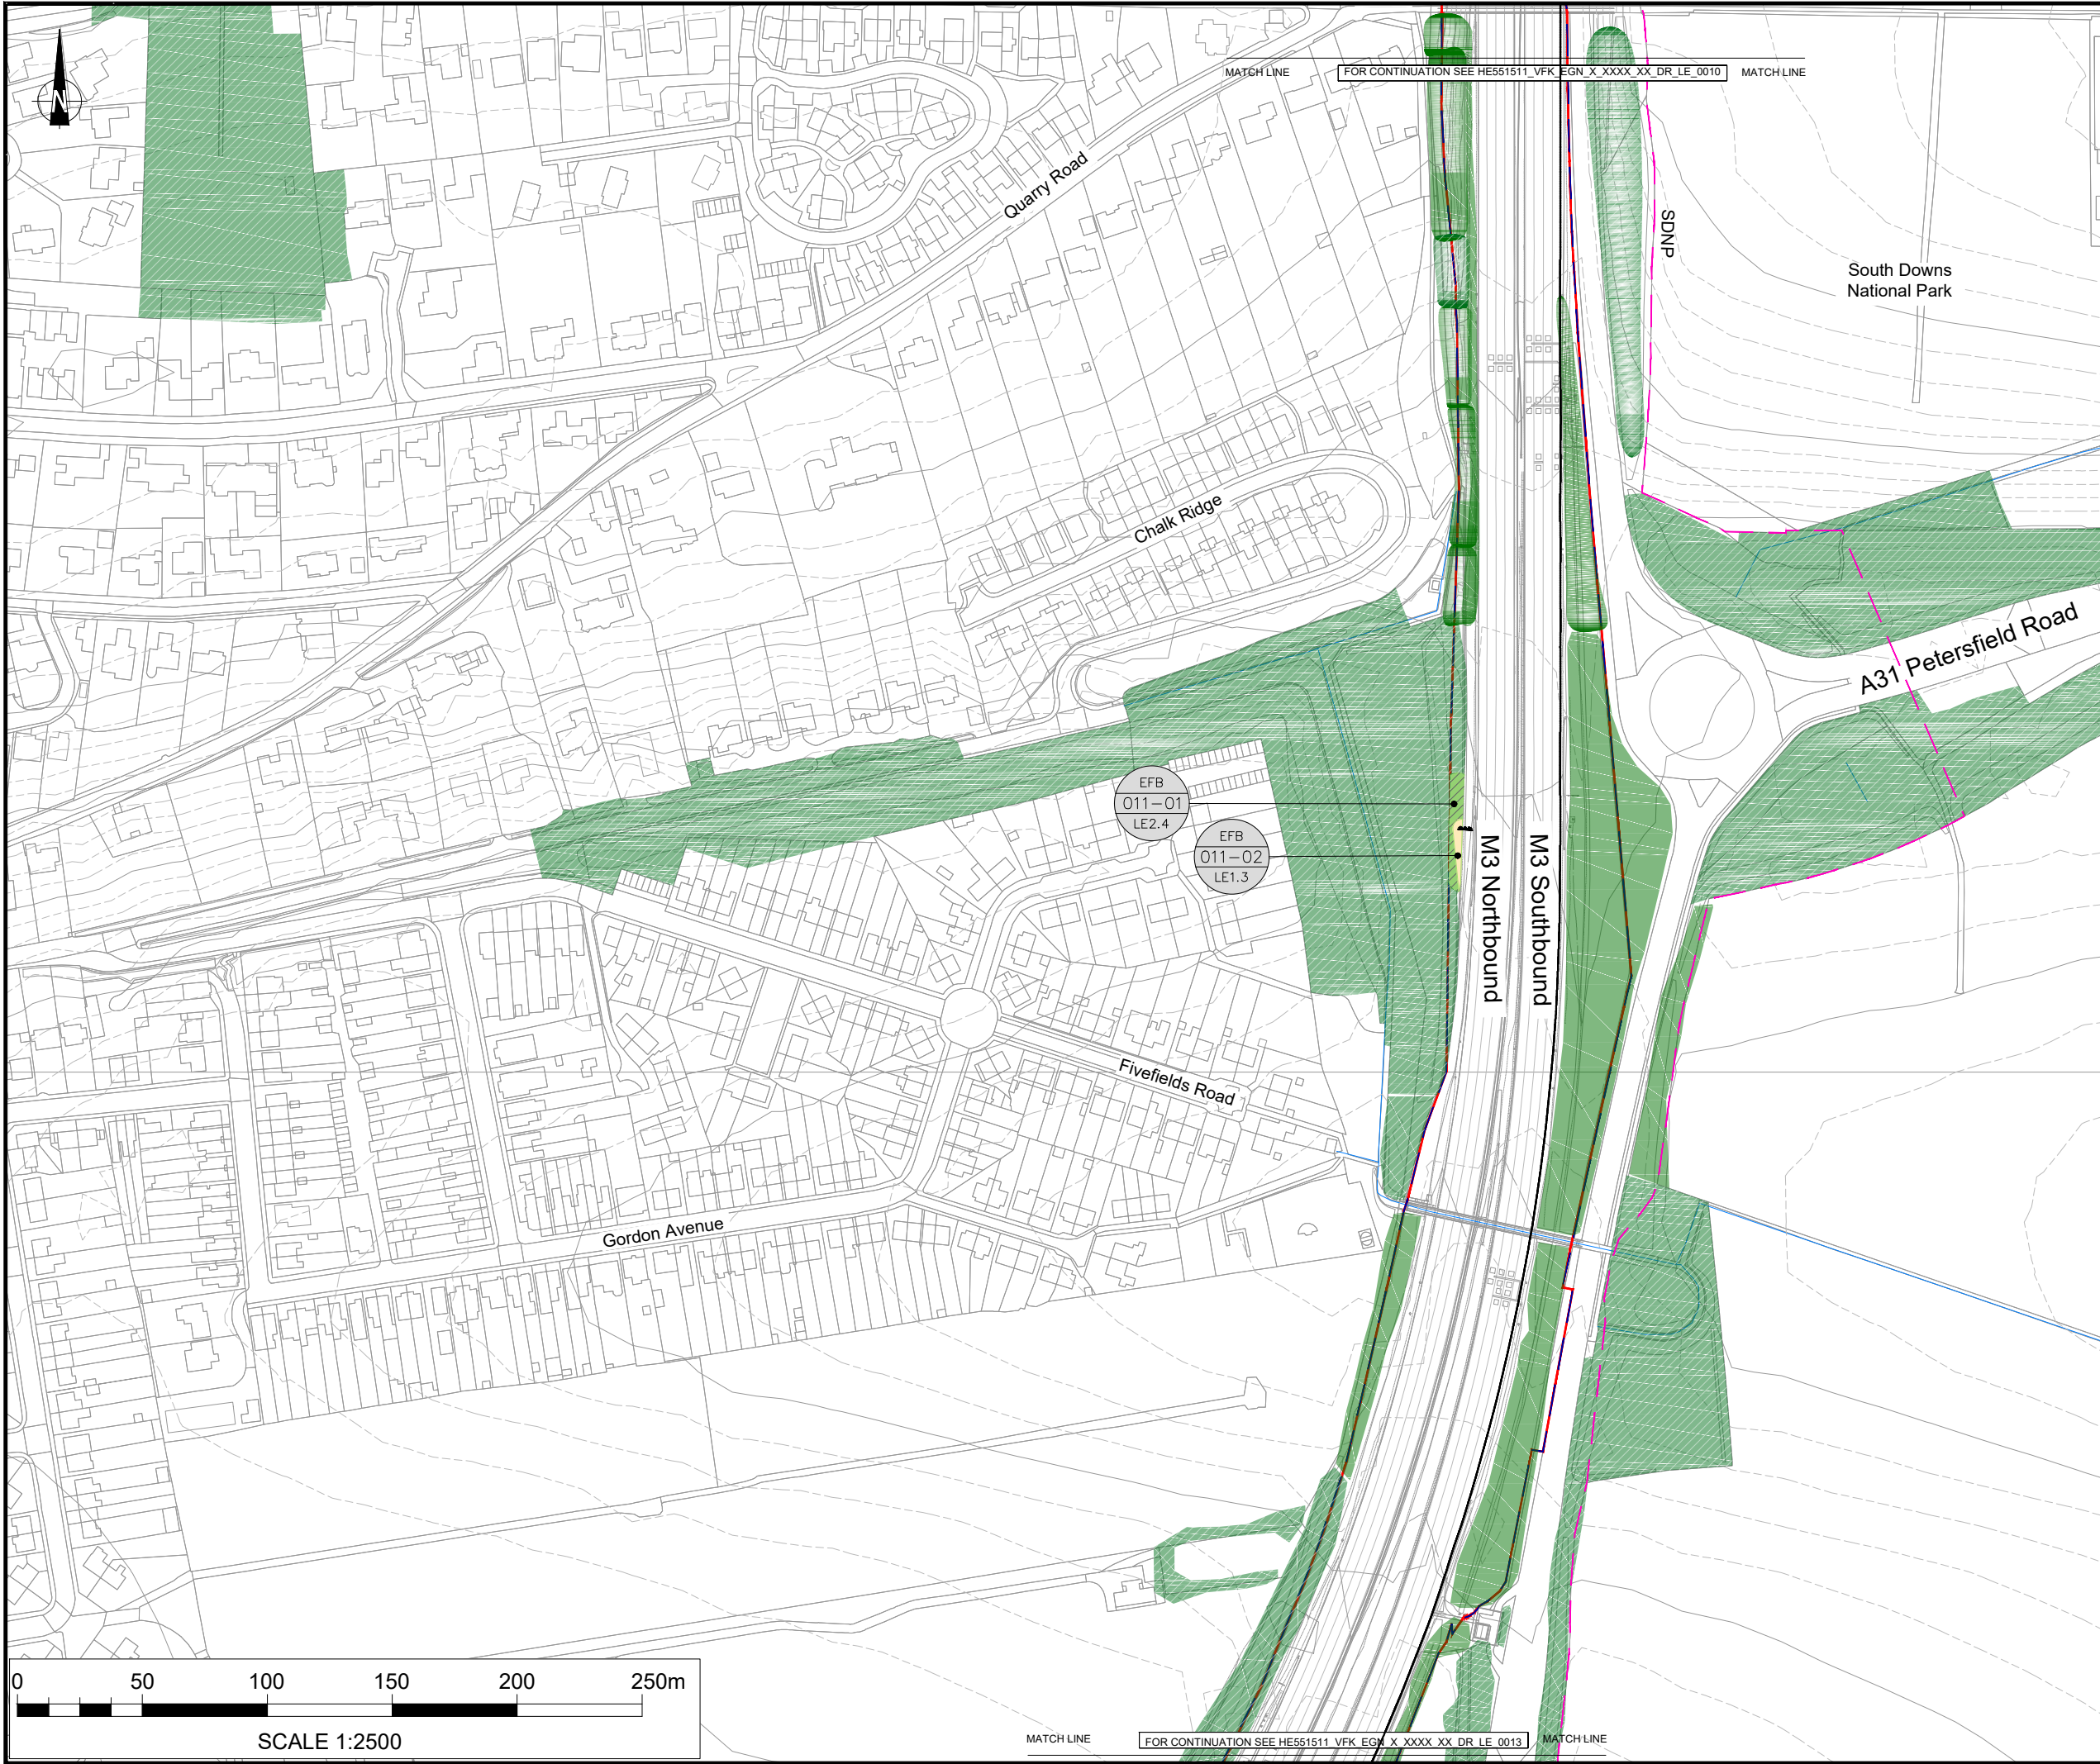 N
MATCH LINE
FOR CONTINUATION SEE HE551511_VFK_EGN_X_XXXX_XX_DR_LE_0010
MATCH LINE
Quarry Road
SDNP
South Downs
National Park
Chalk Ridge
A31 Petersfield Road
EFB
011-01
LE2.4
EFB
011-02
LE1.3
M3 Northbound
M3 Southbound
Fivefields Road
Gordon Avenue
0 50 100 150 200 250m
SCALE 1:2500
MATCH LINE
FOR CONTINUATION SEE HE551511_VFK_EGN_X_XXXX_XX_DR_LE_0013
MATCH LINE